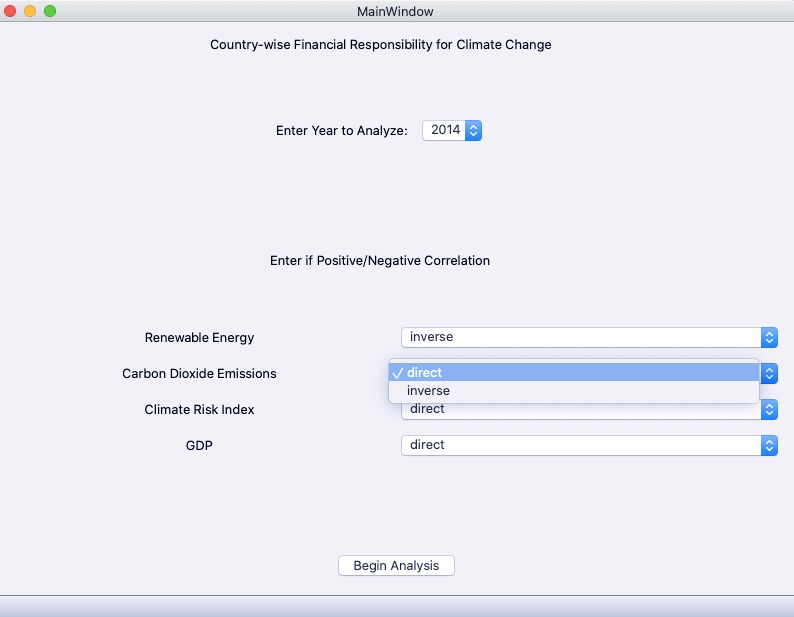 MainWindow
Country-wise Financial Responsibility for Climate Change
Enter Year to Analyze: 2014
Enter if Positive/Negative Correlation
Renewable Energy inverse
Carbon Dioxide Emissions ✓ direct
inverse
Climate Risk Index direct
GDP direct
Begin Analysis